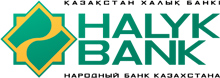 ҚАЗАҚСТАН ХАЛЫҚ БАНКІ
HALYK
BANK
НАРОДНЫЙ БАНК КАЗАХСТАНА